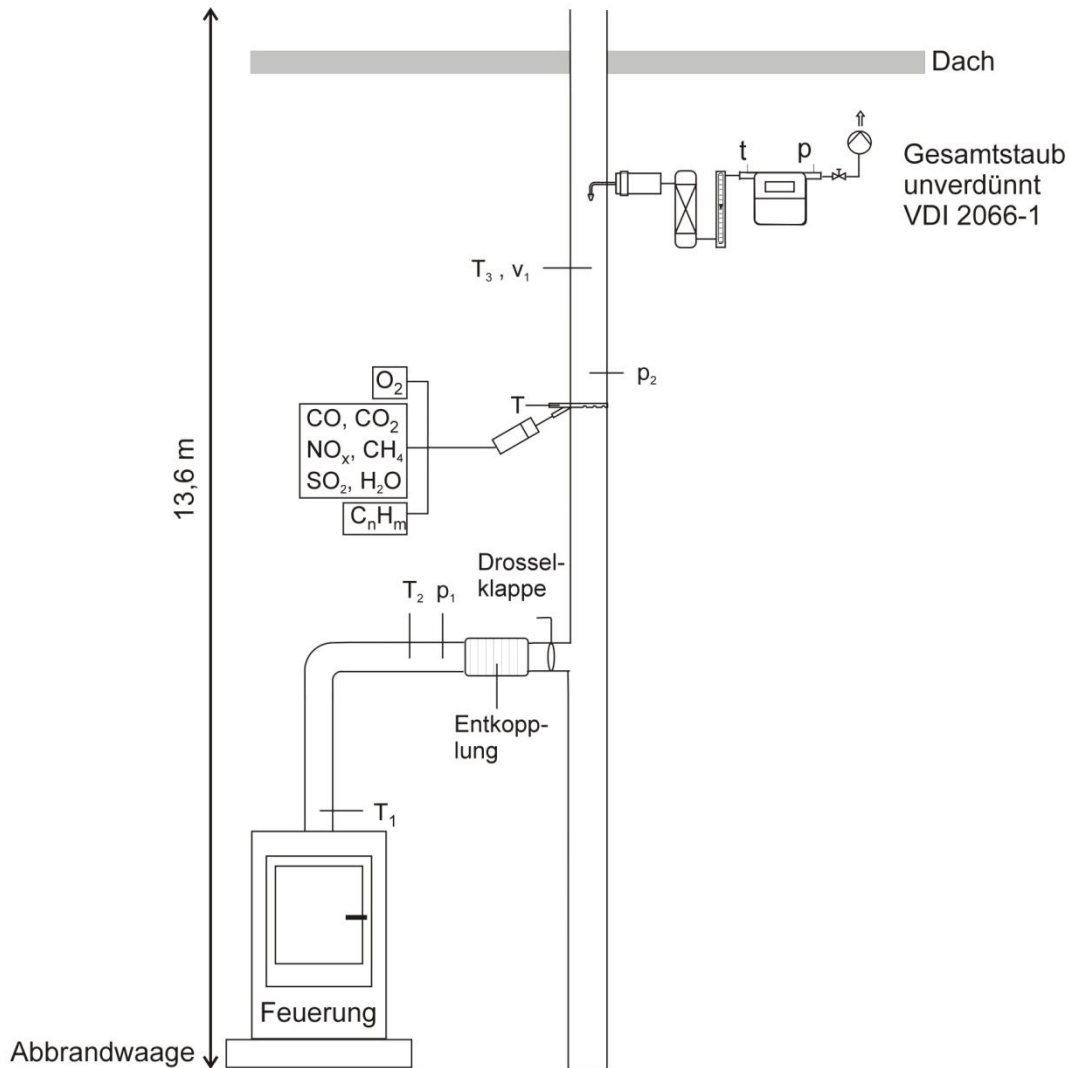 Dach
t
p
Gesamtstaub
unverdünnt
VDI 2066-1
T₃ , v₁
p₂
O₂
T
CO, CO₂
NOₓ, CH₄
SO₂, H₂O
CₙHₘ
13,6 m
Drossel-
klappe
T₂ p₁
Entkopp-
lung
T₁
Feuerung
Abbrandwaage